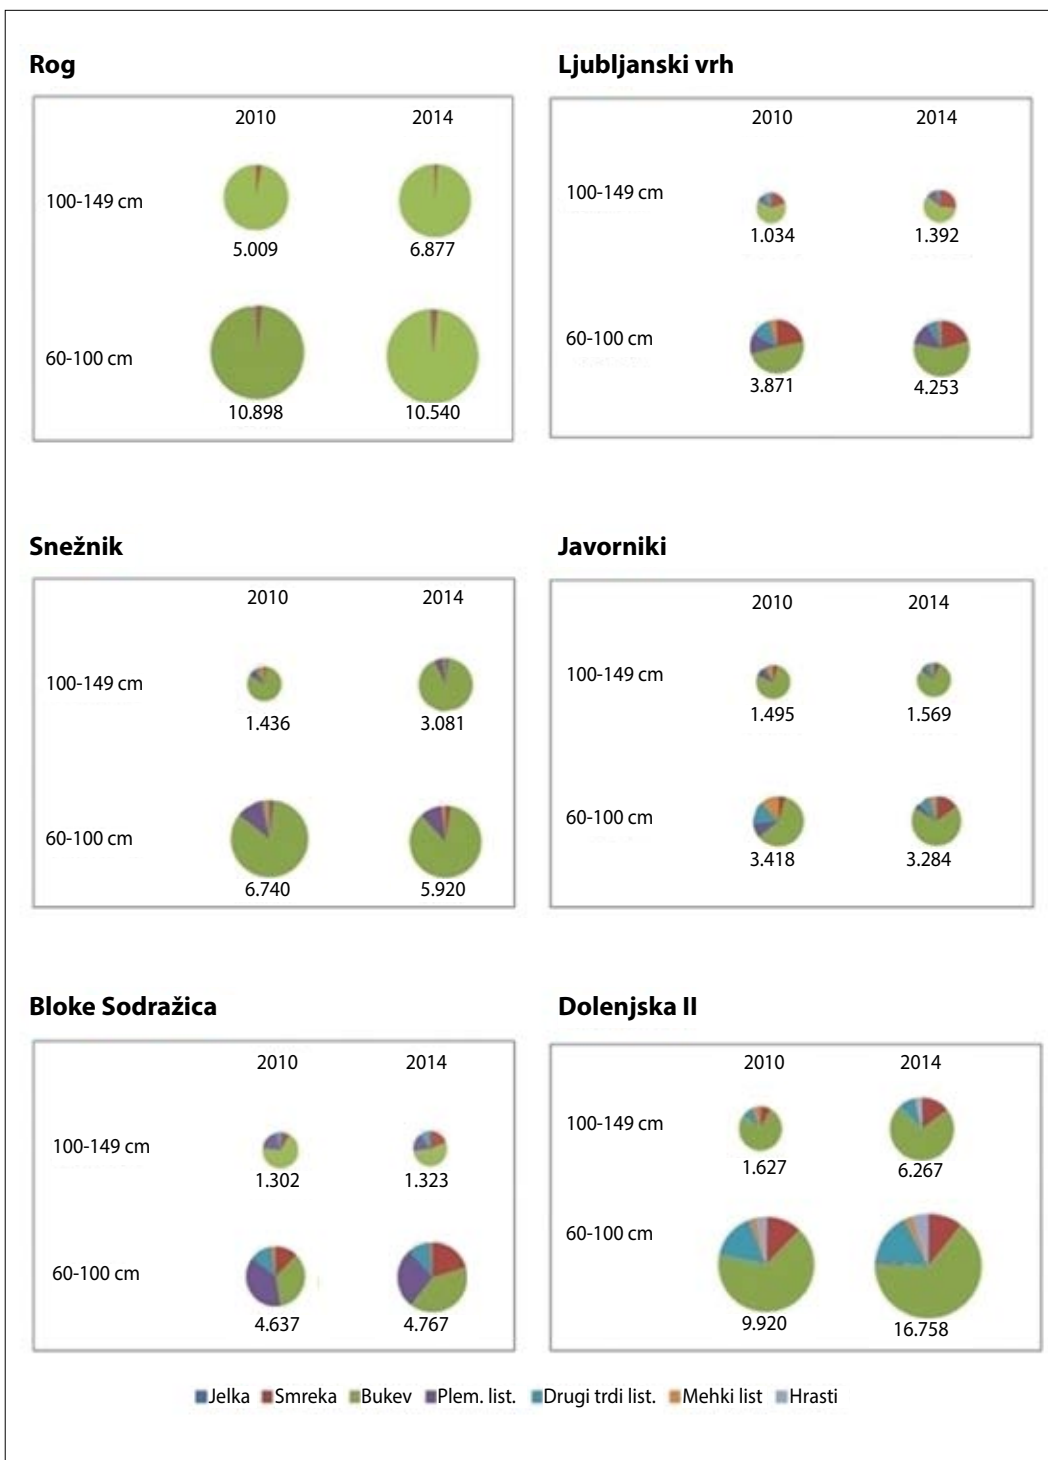 Rog
2010 2014
100-149 cm
5.009 6.877
60-100 cm
10.898 10.540
Ljubljanski vrh
2010 2014
100-149 cm
1.034 1.392
60-100 cm
3.871 4.253
Snežnik
2010 2014
100-149 cm
1.436 3.081
60-100 cm
6.740 5.920
Javorniki
2010 2014
100-149 cm
1.495 1.569
60-100 cm
3.418 3.284
Bloke Sodražica
2010 2014
100-149 cm
1.302 1.323
60-100 cm
4.637 4.767
Dolenjska II
2010 2014
100-149 cm
1.627 6.267
60-100 cm
9.920 16.758
Jelka Smreka Bukev Plem. list. Drugi trdi list. Mehki list Hrasti